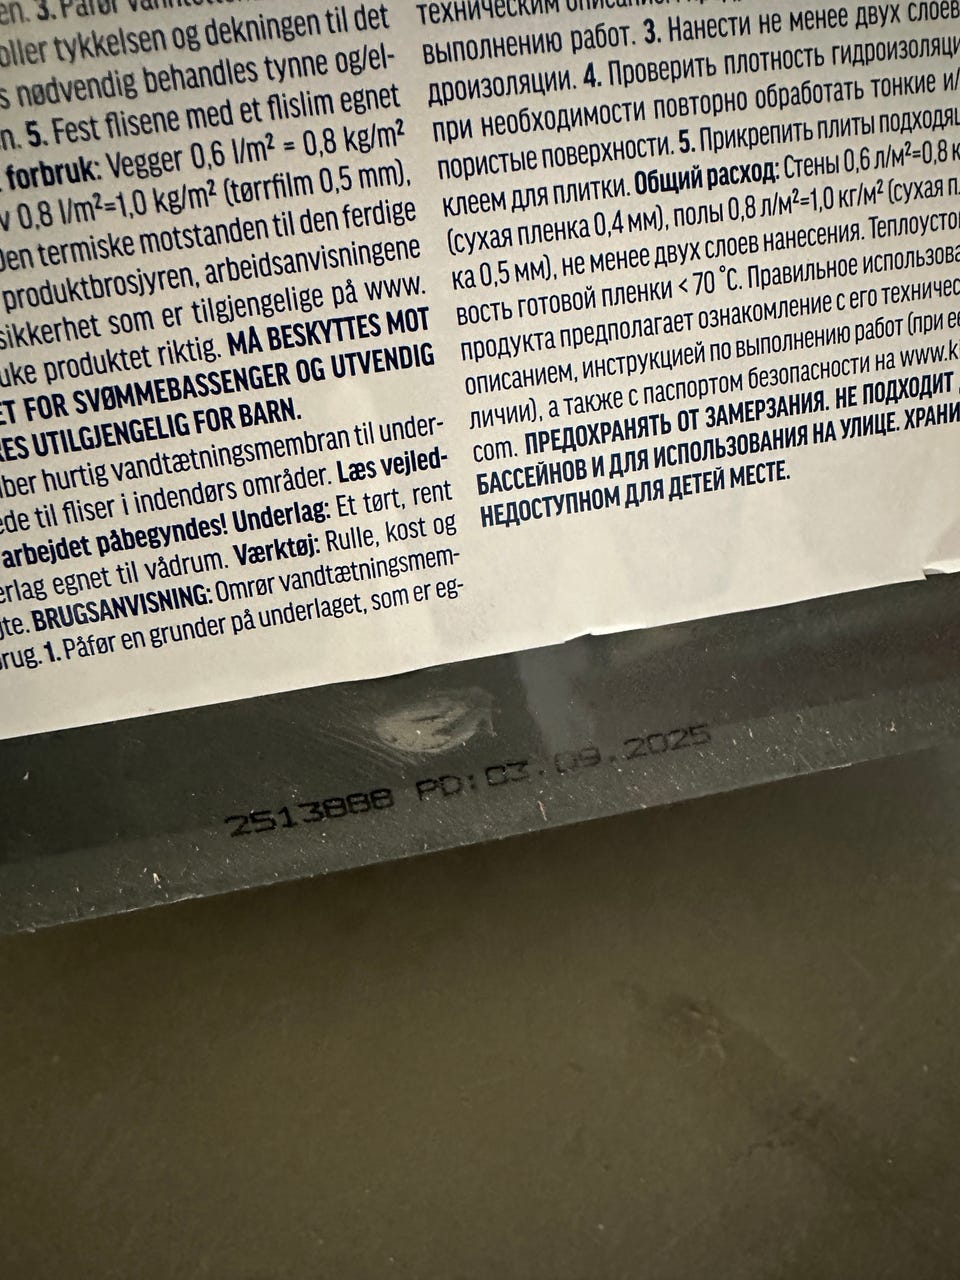 en. 3. Påfør
oller tykkelsen og dekningen til det
s nødvendig behandles tynne og/el-
n. 5. Fest flisene med et flislim egnet
forbruk: Vegger 0,6 l/m² = 0,8 kg/m²
v 0,8 l/m²=1,0 kg/m² (tørrfilm 0,5 mm),
Den termiske motstanden til den ferdige
produktbrosjyren, arbeidsanvisningene
sikkerhet som er tilgjengelige på www.
uke produktet riktig. MÅ BESKYTTES MOT
ET FOR SVØMMEBASSENGER OG UTVENDIG
RES UTILGJENGELIG FOR BARN.
iber hurtig vandtætningsmembran til under-
ede til fliser i indendørs områder. Læs vejled-
arbejdet påbegyndes! Underlag: Et tørt, rent
erlag egnet til vådrum. Værktøj: Rulle, kost og
te. BRUGSANVISNING: Omrør vandtætningsmem-
rug. 1. Påfør en grunder på underlaget, som er eg-
техническим
выполнению работ. 3. Нанести не менее двух слоев
дроизоляции. 4. Проверить плотность гидроизоляци
при необходимости повторно обработать тонкие и/
пористые поверхности. 5. Прикрепить плиты подходящ
клеем для плитки. Общий расход: Стены 0,6 л/м²=0,8 к
(сухая пленка 0,4 мм), полы 0,8 л/м²=1,0 кг/м² (сухая п
ка 0,5 мм), не менее двух слоев нанесения. Теплоусто
вость готовой пленки < 70 °C. Правильное использова
продукта предполагает ознакомление с его техничес
описанием, инструкцией по выполнению работ (при е
личии), а также с паспортом безопасности на www.k
com. ПРЕДОХРАНЯТЬ ОТ ЗАМЕРЗАНИЯ. НЕ ПОДХОДИТ
БАССЕЙНОВ И ДЛЯ ИСПОЛЬЗОВАНИЯ НА УЛИЦЕ. ХРАНИ
НЕДОСТУПНОМ ДЛЯ ДЕТЕЙ МЕСТЕ.
2513888 PD:03.09.2025